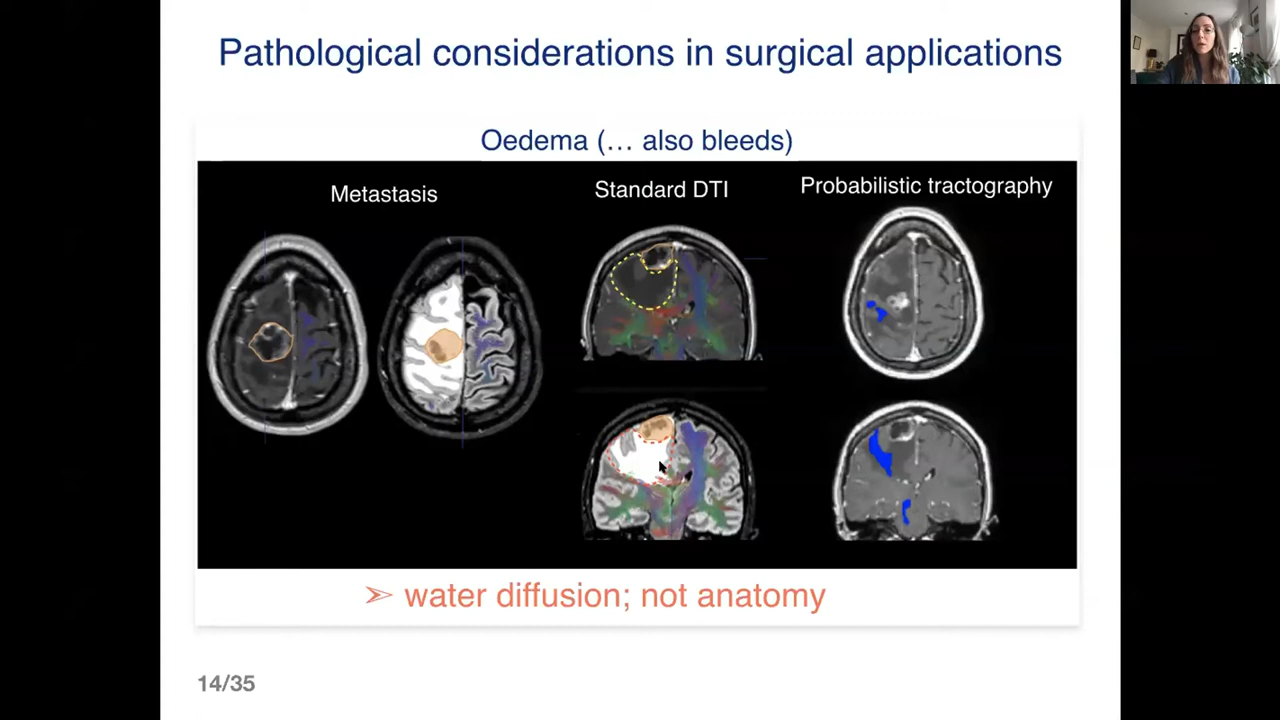 Pathological considerations in surgical applications
Oedema (… also bleeds)
Metastasis
Standard DTI
Probabilistic tractography
➢ water diffusion; not anatomy
14/35